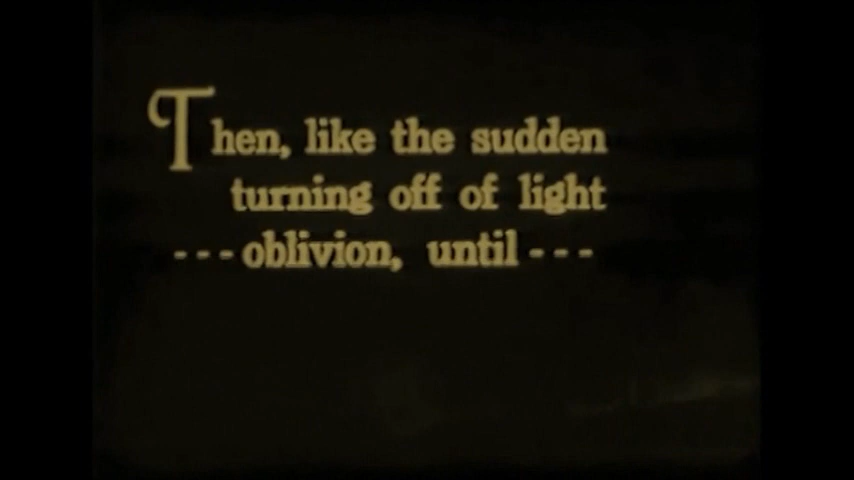 Then, like the sudden
turning off of light
---oblivion, until---